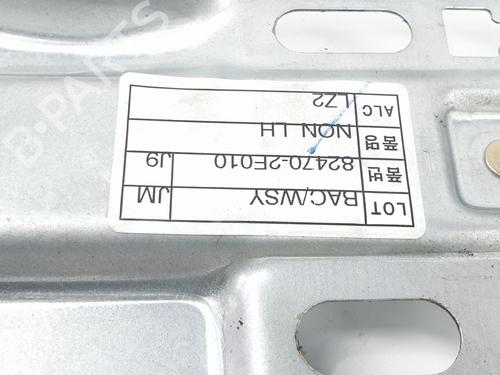 LOT BAC/WSY JM
품번 82470-2E010 J9
품명 NON LH
ALC LZ2
B-PARTS